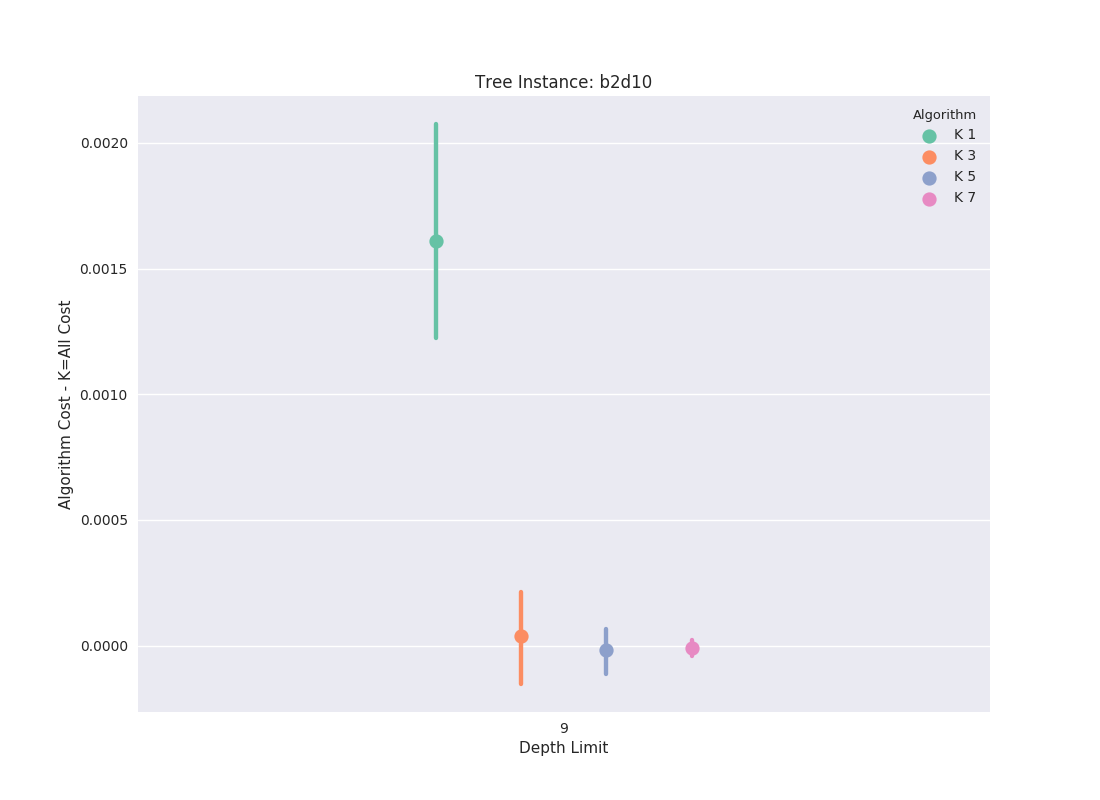 Tree Instance: b2d10
Algorithm
K 1
K 3
K 5
K 7
0.0020
0.0015
0.0010
0.0005
0.0000
Algorithm Cost - K=All Cost
9
Depth Limit